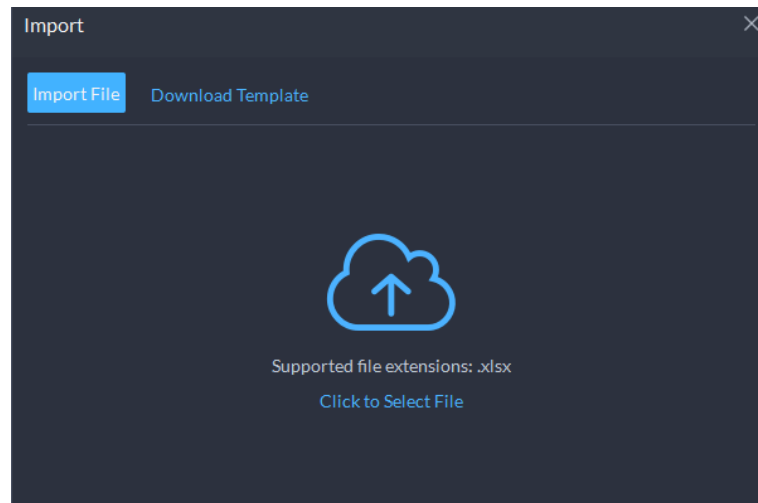 Import
Import File
Download Template
Supported file extensions: .xlsx
Click to Select File